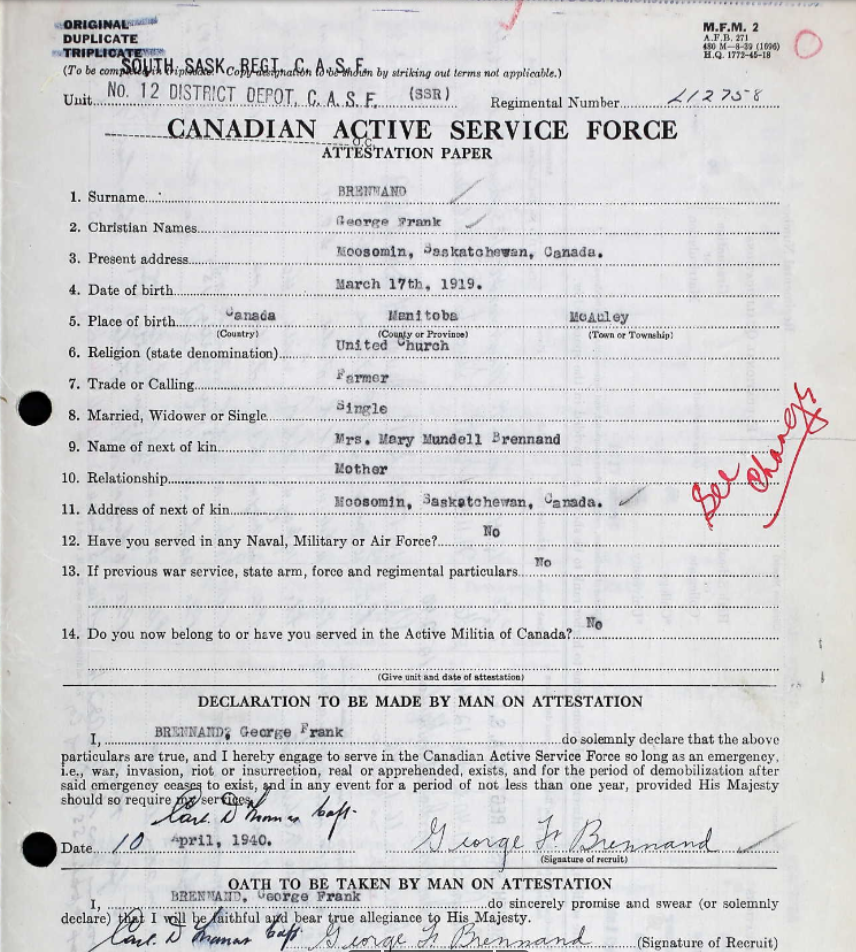 ORIGINAL
DUPLICATE
TRIPLICATE
M.F.M. 2
A.F.B. 271
480 M—8-39 (1696)
H.Q. 1772-45-18
SOUTH SASK. REGT. C.A.S.F.
(To be completed in triplicate. Copy designation to be shown by striking out terms not applicable.)
Unit No. 12 DISTRICT DEPOT, C.A.S.F. (SSR) Regimental Number L12758
CANADIAN ACTIVE SERVICE FORCE
O.C.
ATTESTATION PAPER
1. Surname BRENNAND
2. Christian Names George Frank
3. Present address Moosomin, Saskatchewan, Canada.
4. Date of birth March 17th, 1919.
5. Place of birth Canada Manitoba McAuley
(Country) (County or Province) (Town or Township)
6. Religion (state denomination) United Church
7. Trade or Calling Farmer
8. Married, Widower or Single Single
9. Name of next of kin Mrs. Mary Mundell Brennand
10. Relationship Mother
11. Address of next of kin Moosomin, Saskatchewan, Canada.
See Changes
12. Have you served in any Naval, Military or Air Force? No
13. If previous war service, state arm, force and regimental particulars No
14. Do you now belong to or have you served in the Active Militia of Canada? No
(Give unit and date of attestation)
DECLARATION TO BE MADE BY MAN ON ATTESTATION
I, BRENNAND, George Frank do solemnly declare that the above
particulars are true, and I hereby engage to serve in the Canadian Active Service Force so long as an emergency,
i.e., war, invasion, riot or insurrection, real or apprehended, exists, and for the period of demobilization after
said emergency ceases to exist, and in any event for a period of not less than one year, provided His Majesty
should so require my services.
Carl D Capt.
Date 10 April, 1940. George F. Brennand
(Signature of recruit)
OATH TO BE TAKEN BY MAN ON ATTESTATION
I, BRENNAND, George Frank do sincerely promise and swear (or solemnly
declare) that I will be faithful and bear true allegiance to His Majesty.
Carl D Capt George F. Brennand (Signature of Recruit)